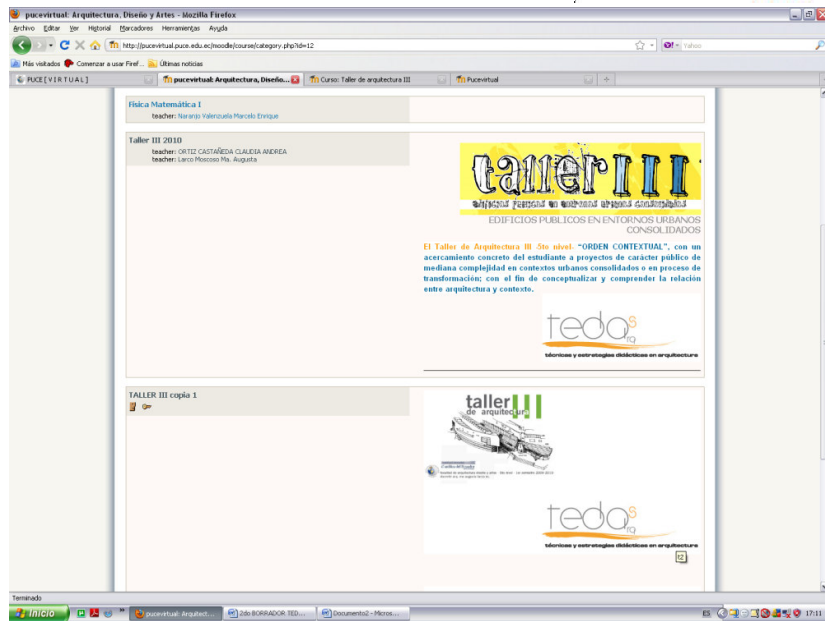 pucevirtual: Arquitectura, Diseño y Artes - Mozilla Firefox
Archivo Editar Ver Historial Marcadores Herramientas Ayuda
http://pucevirtual.puce.edu.ec/moodle/course/category.php?id=12
Yahoo
Más visitados Comenzar a usar Firef... Últimas noticias
PUCE[VIRTUAL] pucevirtual: Arquitectura, Diseño... Curso: Taller de arquitectura III Pucevirtual
Física Matemática I
teacher: Naranjo Valenzuela Marcelo Enrique
Taller III 2010
teacher: ORTIZ CASTAÑEDA CLAUDIA ANDREA
teacher: Larco Moscoso Ma. Augusta
taller III
EDIFICIOS PUBLICOS EN ENTORNOS URBANOS
CONSOLIDADOS
El Taller de Arquitectura III -5to nivel- "ORDEN CONTEXTUAL", con un
acercamiento concreto del estudiante a proyectos de carácter público de
mediana complejidad en contextos urbanos consolidados o en proceso de
transformación; con el fin de conceptualizar y comprender la relación
entre arquitectura y contexto.
tedas
arq
técnicas y estrategias didácticas en arquitectura
TALLER III copia 1
taller III
de arquitectura
tedas
arq
técnicas y estrategias didácticas en arquitectura
t2
Terminado
Inicio pucevirtual: Arquitect... 2do BORRADOR TED... Documento2 - Micros... ES 17:11